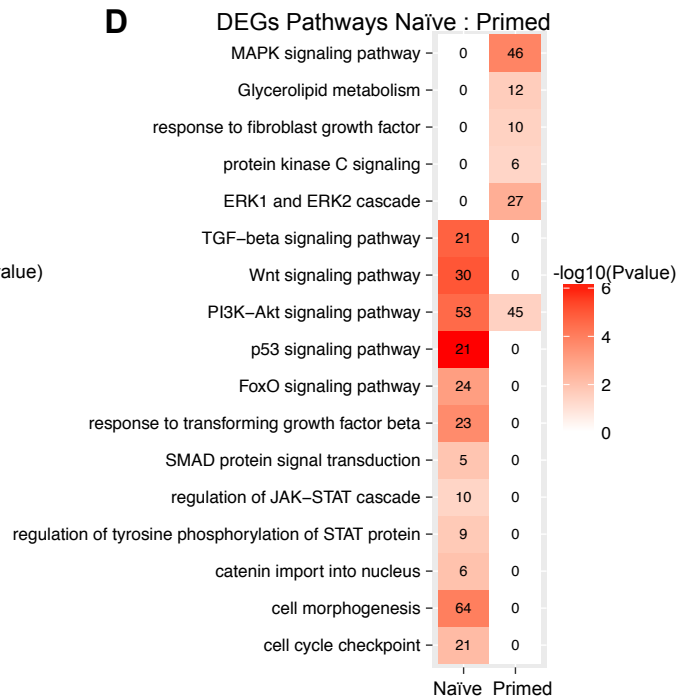 D
DEGs Pathways Naïve : Primed
MAPK signaling pathway 0 46
Glycerolipid metabolism 0 12
response to fibroblast growth factor 0 10
protein kinase C signaling 0 6
ERK1 and ERK2 cascade 0 27
TGF−beta signaling pathway 21 0
Wnt signaling pathway 30 0
PI3K−Akt signaling pathway 53 45
p53 signaling pathway 21 0
FoxO signaling pathway 24 0
response to transforming growth factor beta 23 0
SMAD protein signal transduction 5 0
regulation of JAK−STAT cascade 10 0
regulation of tyrosine phosphorylation of STAT protein 9 0
catenin import into nucleus 6 0
cell morphogenesis 64 0
cell cycle checkpoint 21 0
Naïve Primed
alue)
-log10(Pvalue)
6
4
2
0